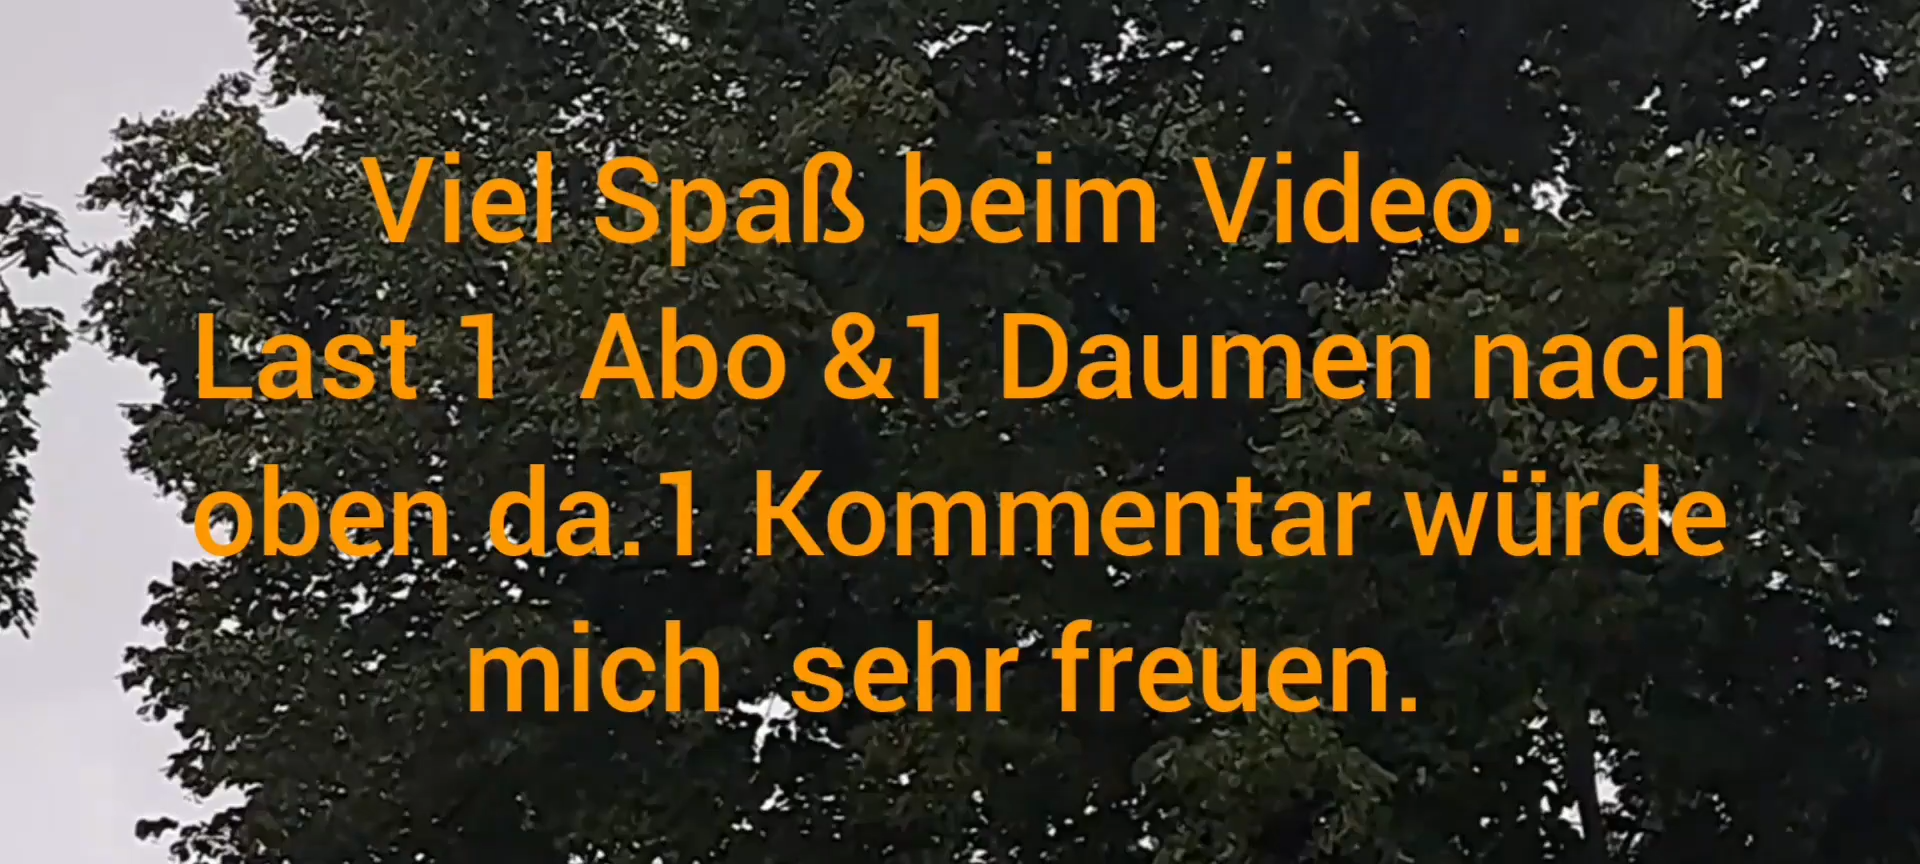 Viel Spaß beim Video.
Last 1 Abo &1 Daumen nach
oben da.1 Kommentar würde
mich sehr freuen.